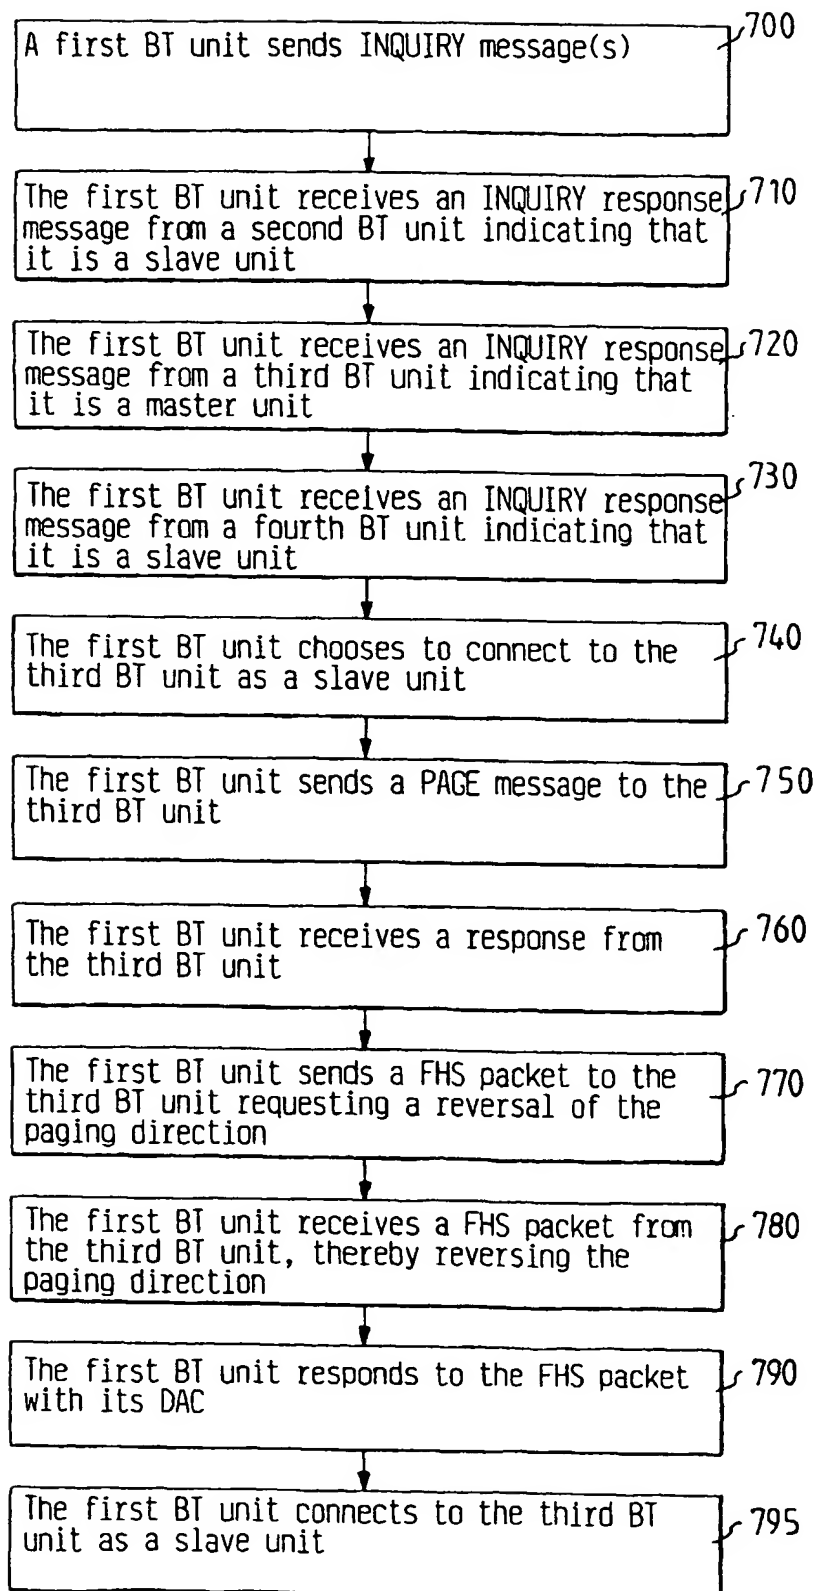 700
A first BT unit sends INQUIRY message(s)
The first BT unit receives an INQUIRY response
message from a second BT unit indicating that
it is a slave unit
710
The first BT unit receives an INQUIRY response
message from a third BT unit indicating that
it is a master unit
720
The first BT unit receives an INQUIRY response
message from a fourth BT unit indicating that
it is a slave unit
730
The first BT unit chooses to connect to the
third BT unit as a slave unit
740
The first BT unit sends a PAGE message to the
third BT unit
750
The first BT unit receives a response from
the third BT unit
760
The first BT unit sends a FHS packet to the
third BT unit requesting a reversal of the
paging direction
770
The first BT unit receives a FHS packet from
the third BT unit, thereby reversing the
paging direction
780
The first BT unit responds to the FHS packet
with its DAC
790
The first BT unit connects to the third BT
unit as a slave unit
795